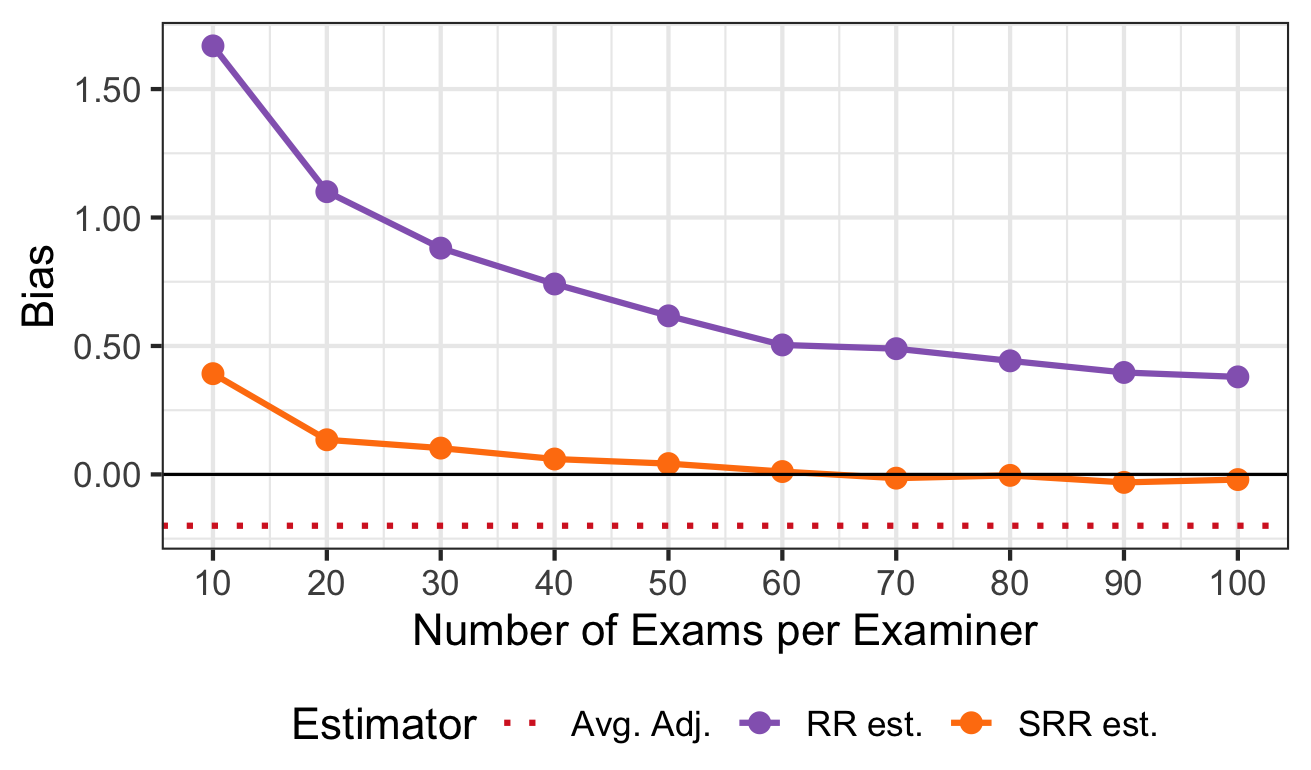 Bias
1.50
1.00
0.50
0.00
10 20 30 40 50 60 70 80 90 100
Number of Exams per Examiner
Estimator Avg. Adj. RR est. SRR est.